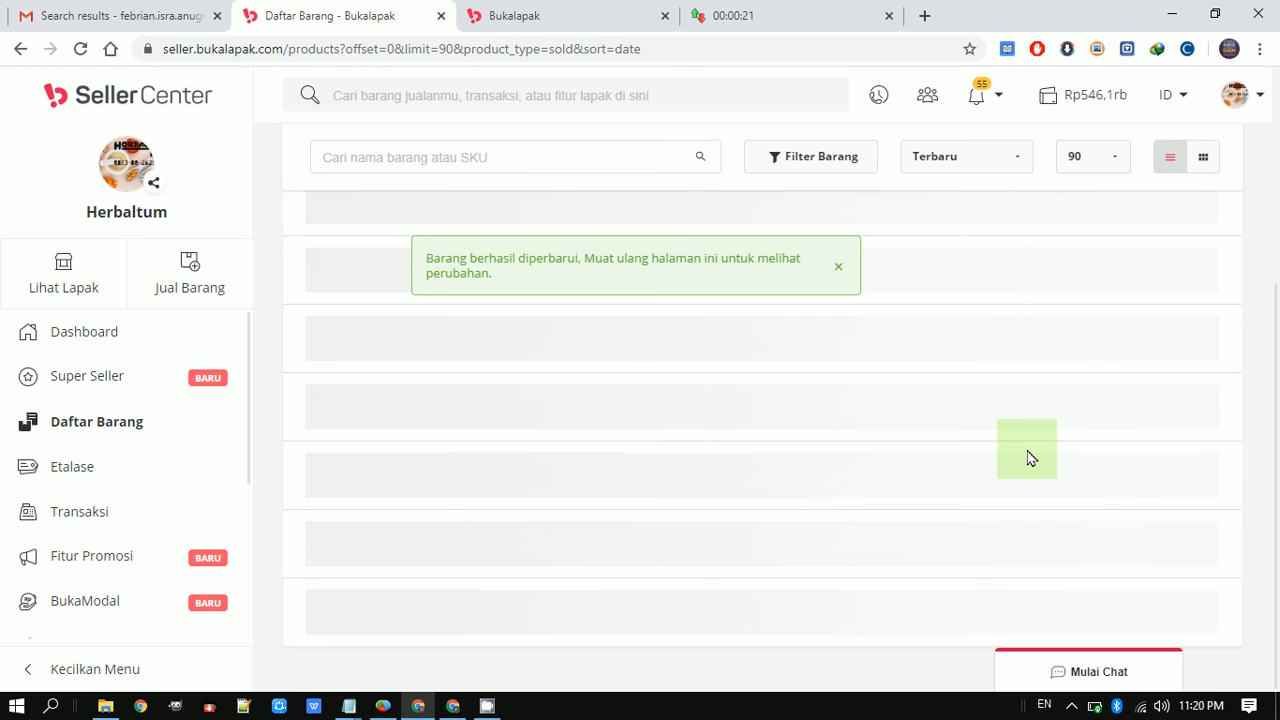 Search results - febrian.isra.anug
Daftar Barang - Bukalapak
Bukalapak
00:00:21
seller.bukalapak.com/products?offset=0&limit=90&product_type=sold&sort=date
SellerCenter
Cari barang jualanmu, transaksi, atau fitur lapak di sini
55
Rp546,1rb
ID
Cari nama barang atau SKU
Filter Barang
Terbaru
90
Herbaltum
Barang berhasil diperbarui, Muat ulang halaman ini untuk melihat
perubahan.
Lihat Lapak
Jual Barang
Dashboard
Super Seller
BARU
Daftar Barang
Etalase
Transaksi
Fitur Promosi
BARU
BukaModal
BARU
Kecilkan Menu
Mulai Chat
EN
11:20 PM